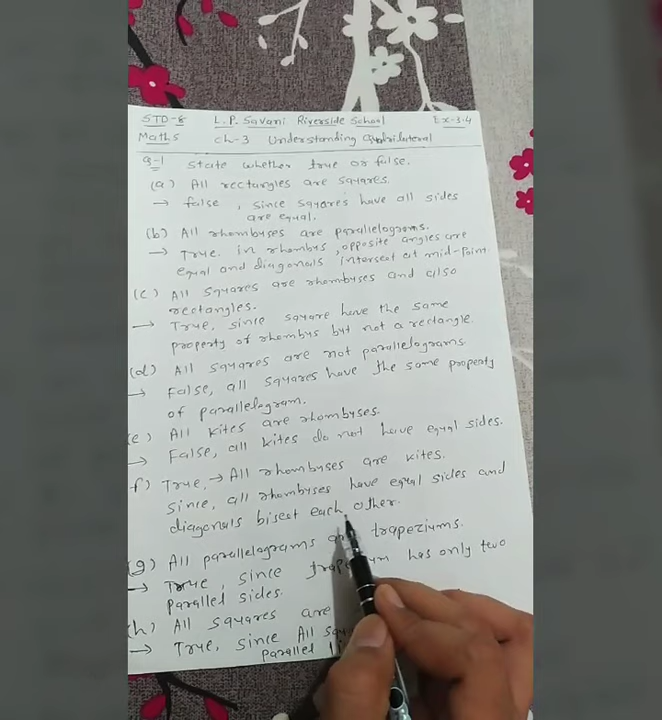 STD-8 L.P. Savani Riverside School Ex-3.4
Maths Ch-3 Understanding Quadrilateral
Q-1 State whether true or false.
(a) All rectangles are squares.
→ false, since squares have all sides
are equal.
(b) All rhombuses are parallelograms.
→ True. in rhombus, opposite angles are
equal and diagonals intersect at mid-point.
(c) All squares are rhombuses and also
rectangles.
→ True, since square have the same
property of rhombus but not a rectangle.
(d) All squares are not parallelograms.
→ False, all squares have the same property
of parallelogram.
(e) All kites are rhombuses.
→ False, all kites do not have equal sides.
f) True, → All rhombuses are kites.
since, all rhombuses have equal sides and
diagonals bisect each other.
(g) All parallelograms are trapeziums.
→ True, since has only two
parallel sides.
(h) All squares are
→ True, since All
parallel